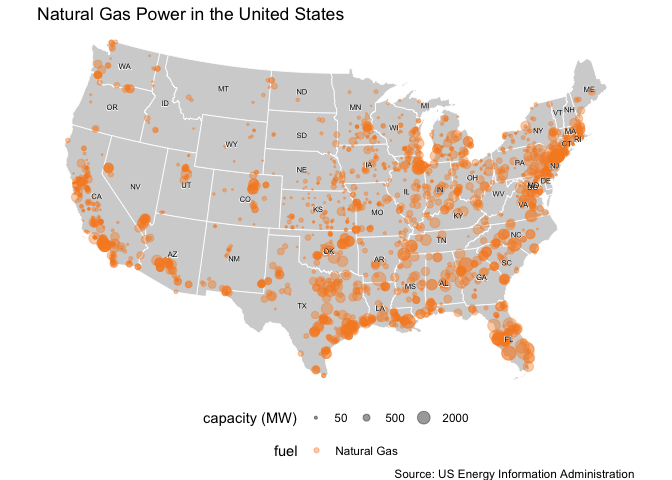 Natural Gas Power in the United States
WA
ME
MT
ND
VT NH
OR
ID
MN
MI
WI
NY
MA
SD
CT RI
WY
IA
PA
NJ
NE
OH
UT
NV
IL
IN
DE
MD
CA
CO
WV
VA
KS
MO
KY
NC
TN
OK
AZ
NM
AR
SC
GA
AL
MS
TX
LA
FL
capacity (MW) 50 500 2000
fuel Natural Gas
Source: US Energy Information Administration